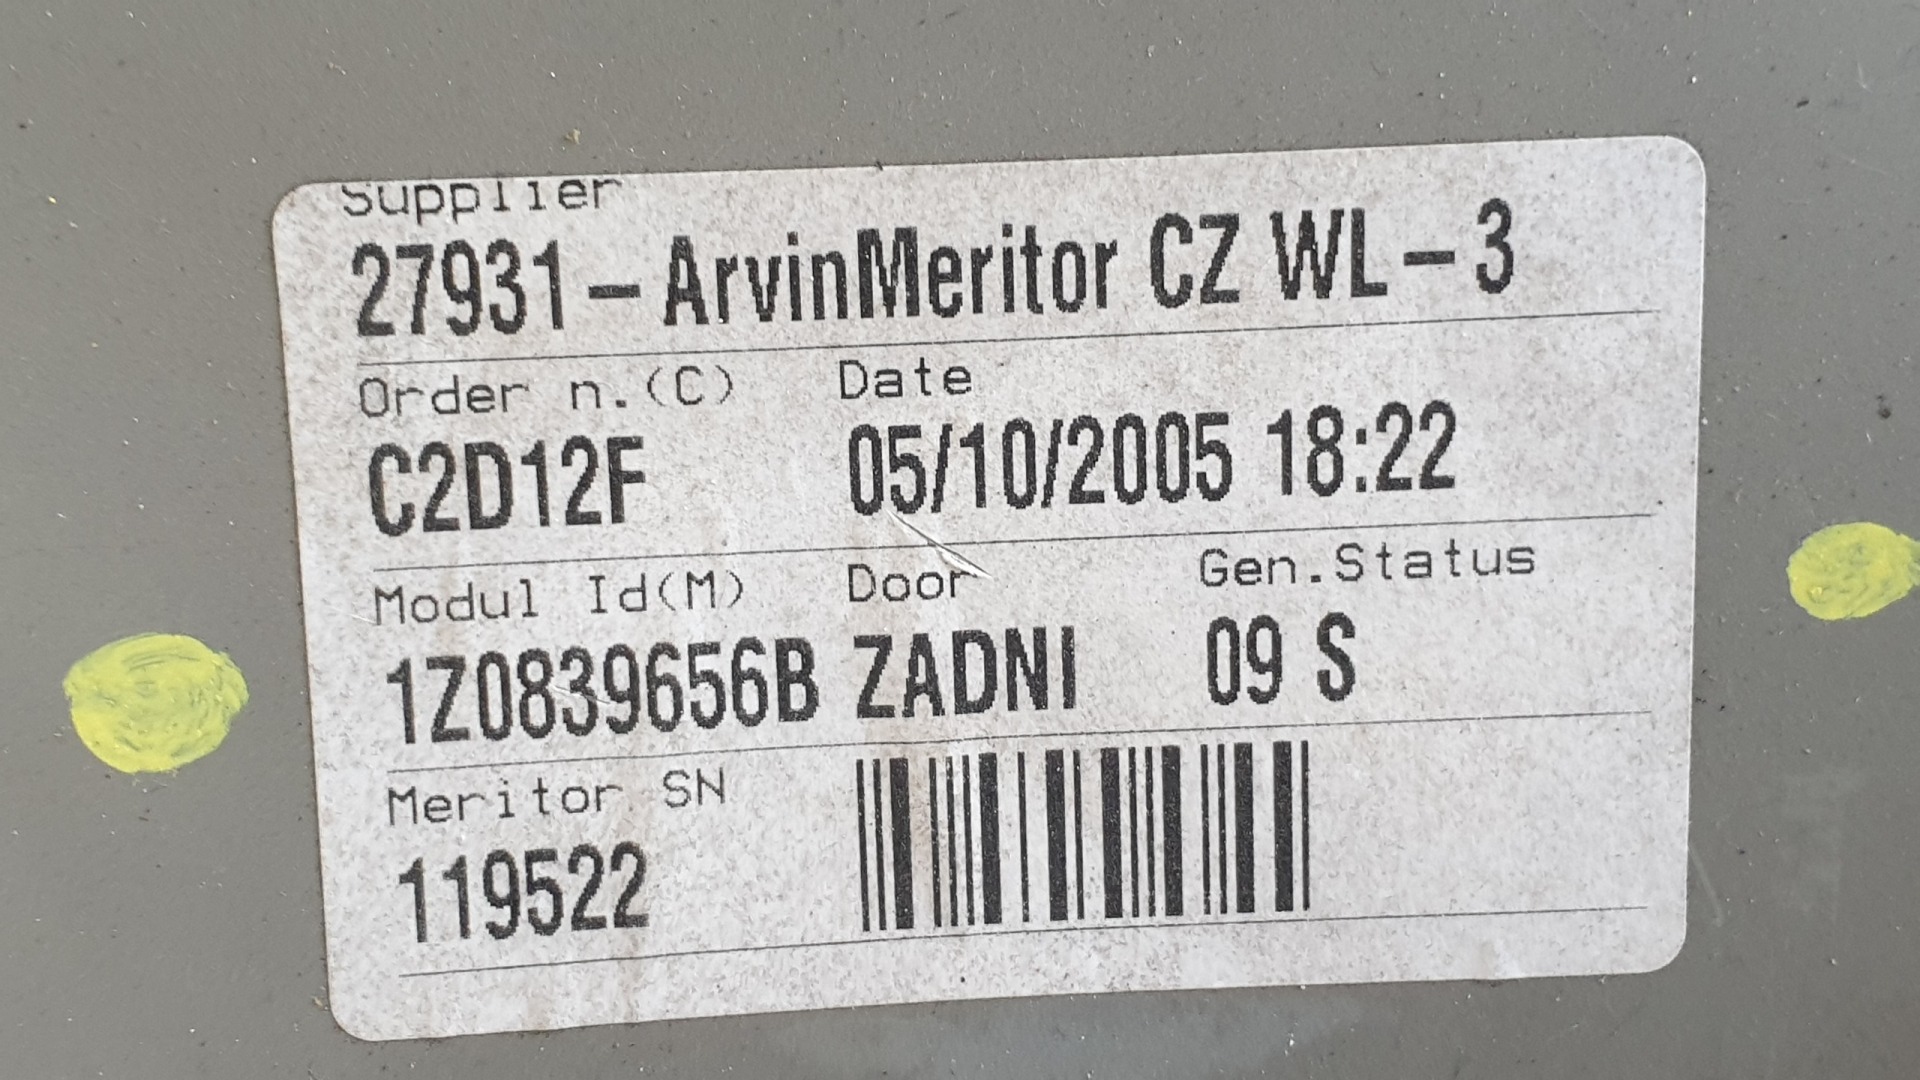 Supplier
27931 - ArvinMeritor CZ WL - 3
Order n.(C) Date
C2D12F 05/10/2005 18:22
Modul Id(M) Door Gen.Status
1Z0839656B ZADNI 09 S
Meritor SN
119522